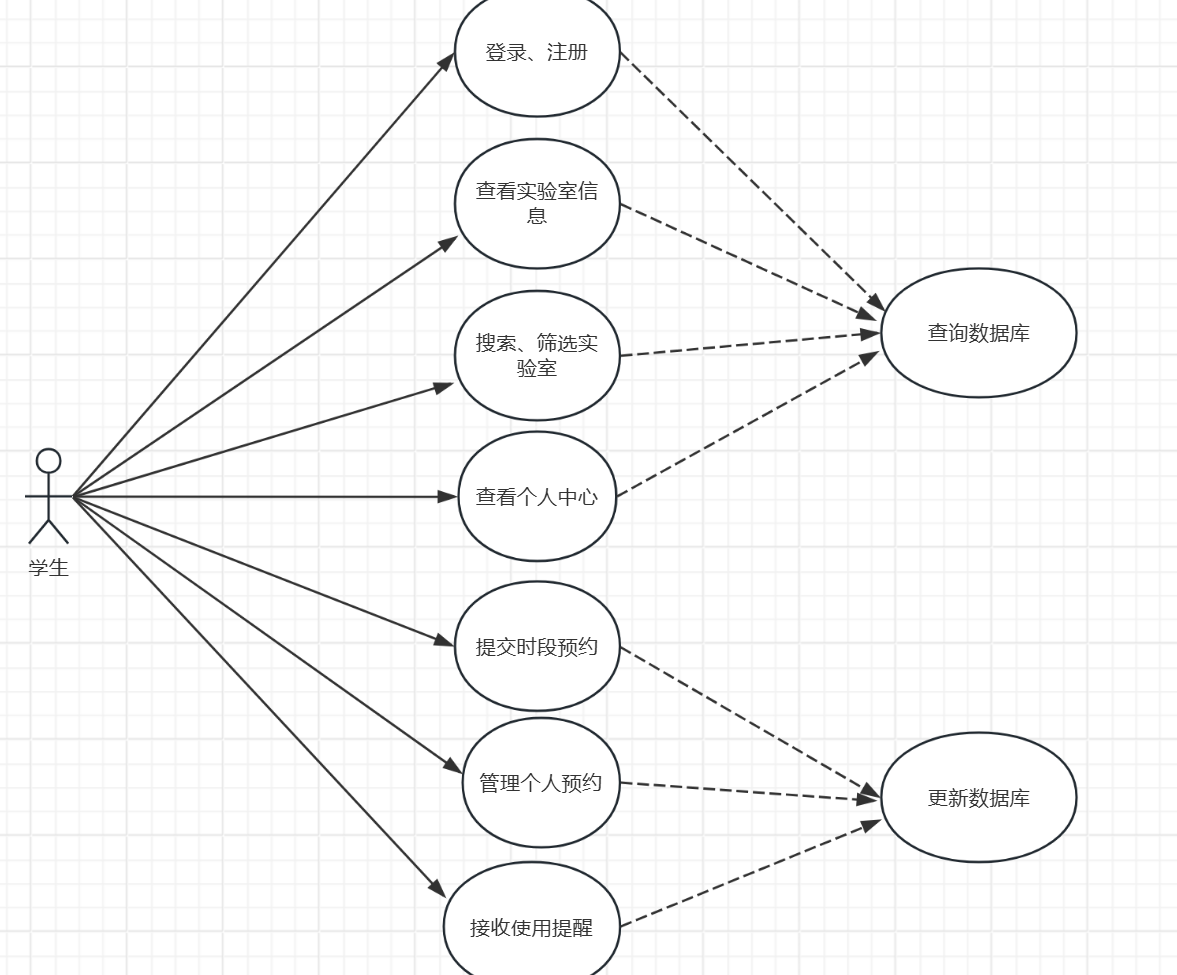 登录、注册
查看实验室信
息
搜索、筛选实
验室
查询数据库
查看个人中心
学生
提交时段预约
管理个人预约
更新数据库
接收使用提醒